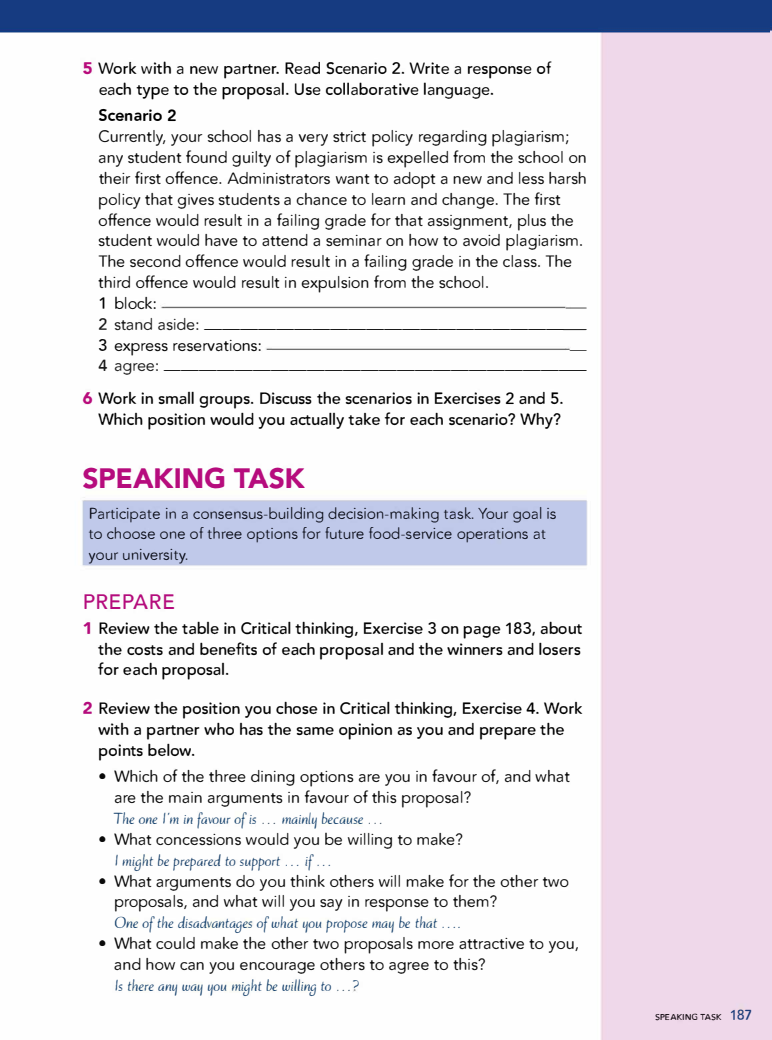 5 Work with a new partner. Read Scenario 2. Write a response of
each type to the proposal. Use collaborative language.
Scenario 2
Currently, your school has a very strict policy regarding plagiarism;
any student found guilty of plagiarism is expelled from the school on
their first offence. Administrators want to adopt a new and less harsh
policy that gives students a chance to learn and change. The first
offence would result in a failing grade for that assignment, plus the
student would have to attend a seminar on how to avoid plagiarism.
The second offence would result in a failing grade in the class. The
third offence would result in expulsion from the school.
1 block:
2 stand aside:
3 express reservations:
4 agree:
6 Work in small groups. Discuss the scenarios in Exercises 2 and 5.
Which position would you actually take for each scenario? Why?
SPEAKING TASK
Participate in a consensus-building decision-making task. Your goal is
to choose one of three options for future food-service operations at
your university.
PREPARE
1 Review the table in Critical thinking, Exercise 3 on page 183, about
the costs and benefits of each proposal and the winners and losers
for each proposal.
2 Review the position you chose in Critical thinking, Exercise 4. Work
with a partner who has the same opinion as you and prepare the
points below.
• Which of the three dining options are you in favour of, and what
are the main arguments in favour of this proposal?
The one I'm in favour of is ... mainly because ...
• What concessions would you be willing to make?
I might be prepared to support ... if ...
• What arguments do you think others will make for the other two
proposals, and what will you say in response to them?
One of the disadvantages of what you propose may be that ....
• What could make the other two proposals more attractive to you,
and how can you encourage others to agree to this?
Is there any way you might be willing to ...?
SPEAKING TASK 187